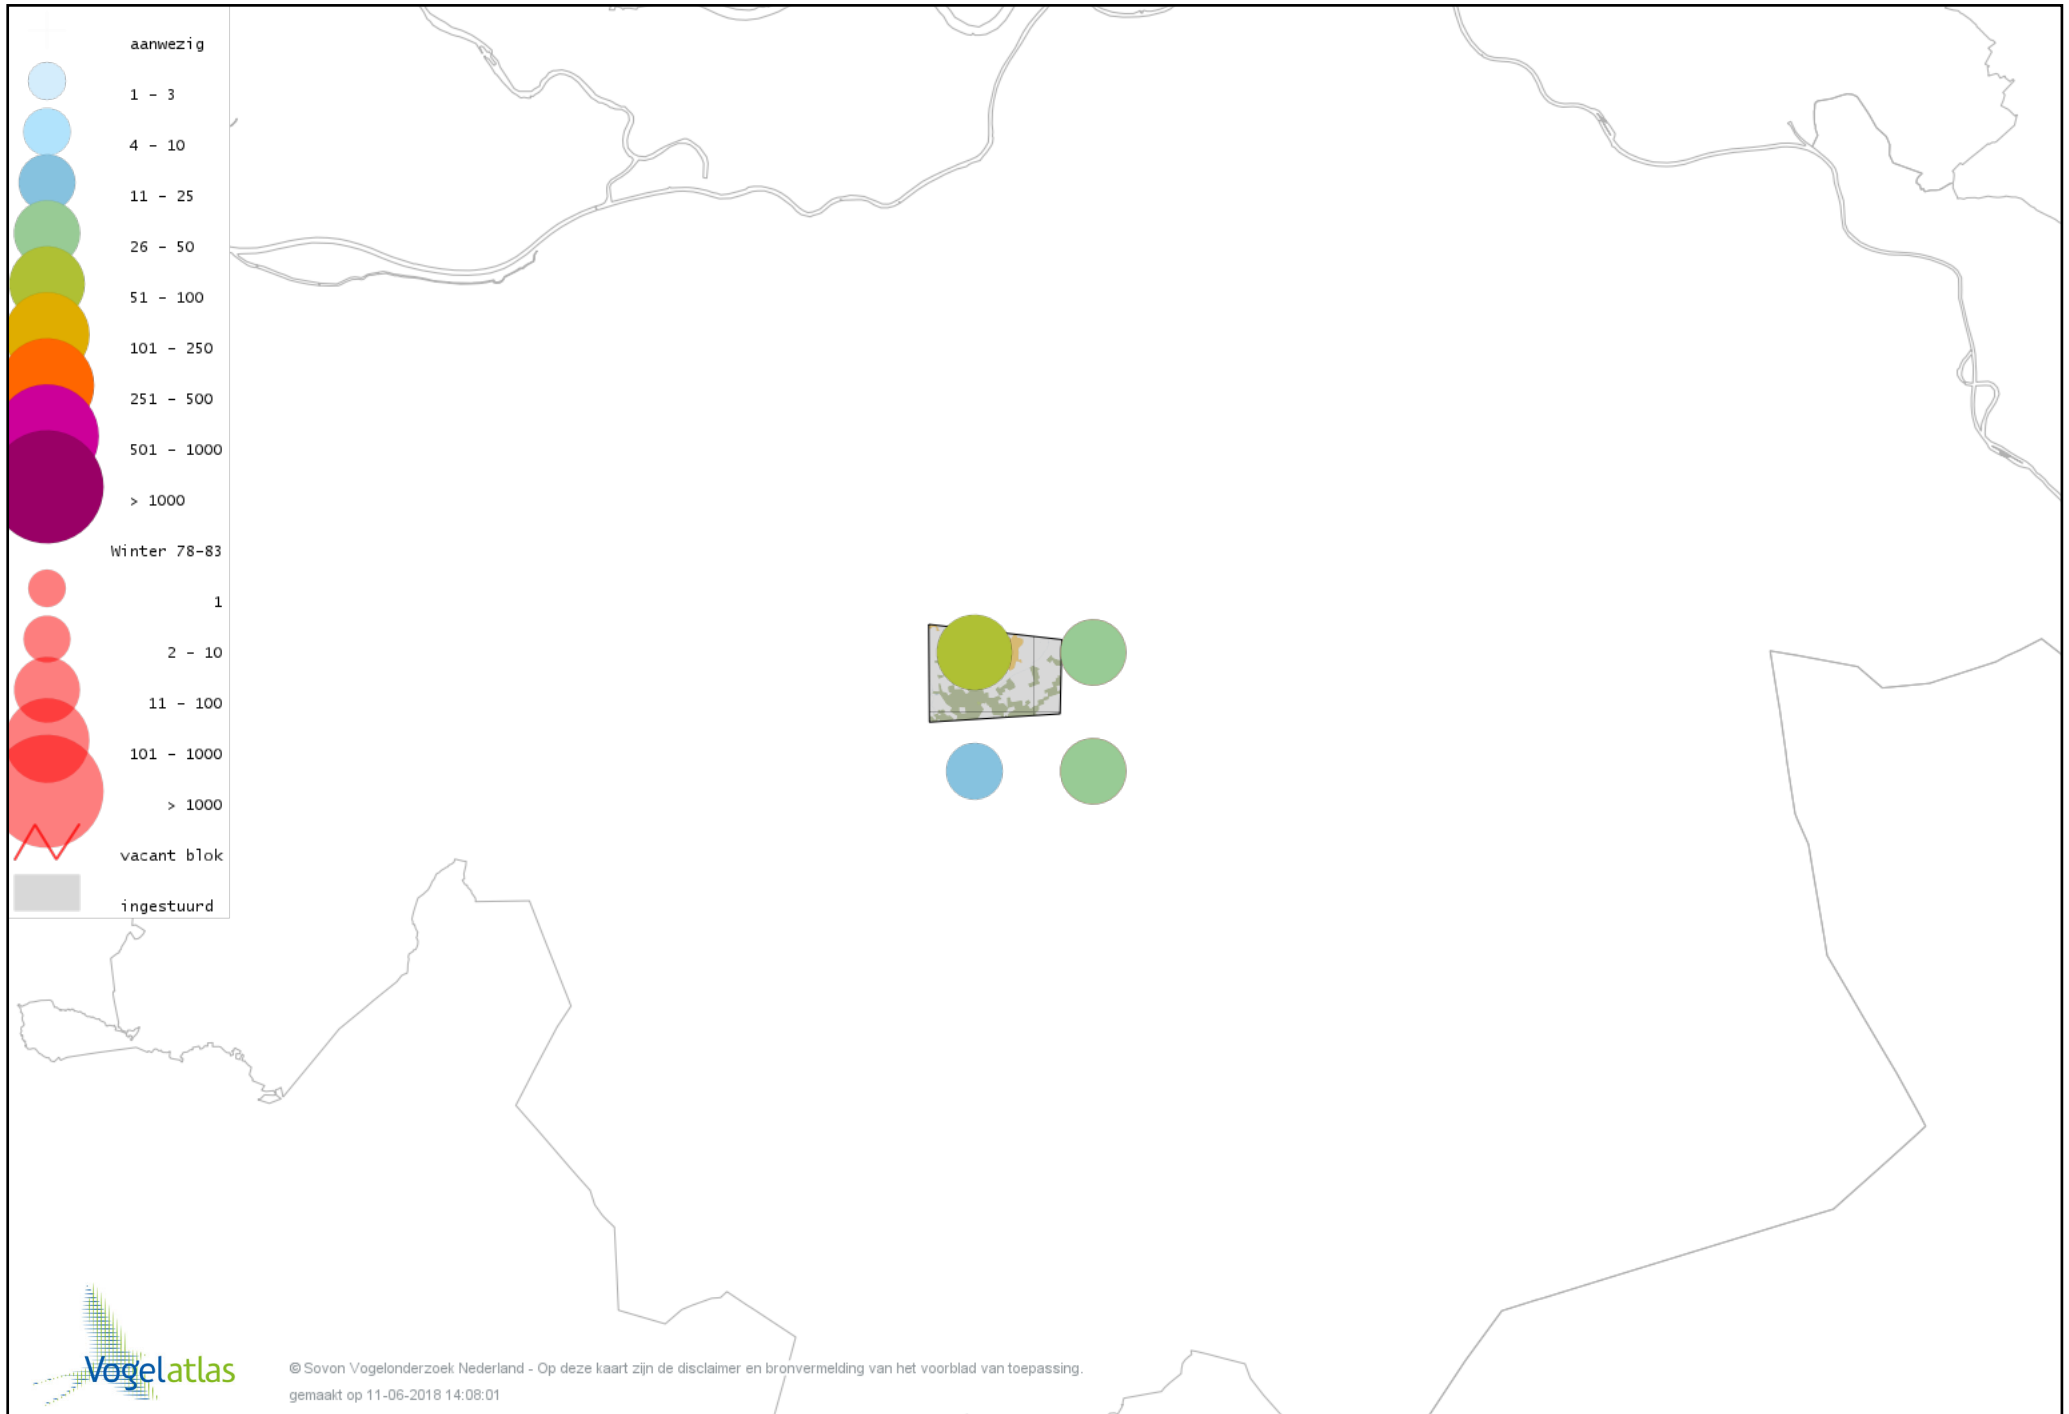 aanwezig
1 - 3
4 - 10
11 - 25
26 - 50
51 - 100
101 - 250
251 - 500
501 - 1000
> 1000
Winter 78-83
1
2 - 10
11 - 100
101 - 1000
> 1000
vacant blok
ingestuurd
Vogelatlas
© Sovon Vogelonderzoek Nederland - Op deze kaart zijn de disclaimer en bronvermelding van het voorblad van toepassing.
gemaakt op 11-06-2018 14:08:01